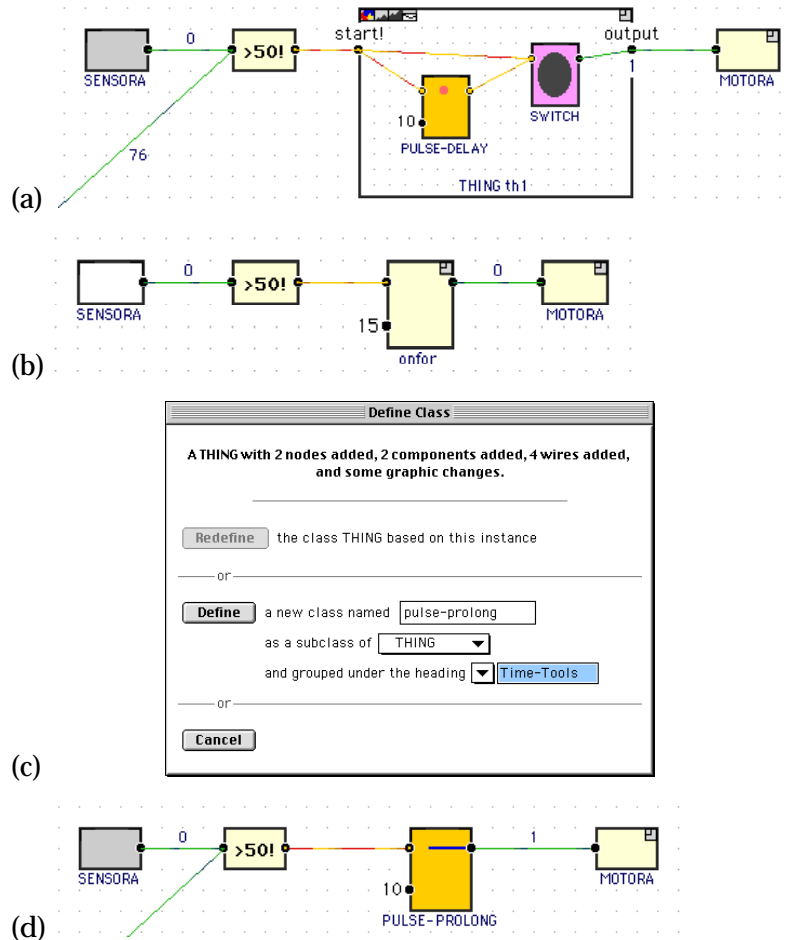 start!
output
0
>50!
SENSORA
1
MOTORA
10
SWITCH
PULSE-DELAY
76
THING th1
(a)
0
>50!
0
SENSORA
MOTORA
15
onfor
(b)
Define Class
A THING with 2 nodes added, 2 components added, 4 wires added,
and some graphic changes.
Redefine the class THING based on this instance
or
Define a new class named pulse-prolong
as a subclass of THING
and grouped under the heading Time-Tools
or
Cancel
(c)
0
>50!
1
SENSORA
MOTORA
10
PULSE-PROLONG
(d)